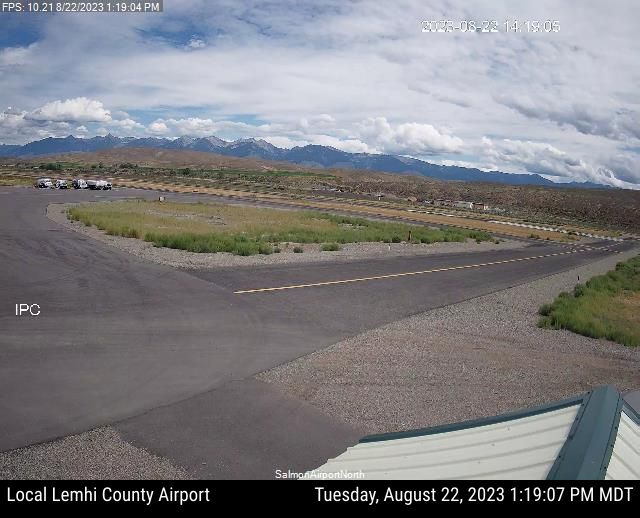 FPS: 10.21 8/22/2023 1:19:04 PM
2023-08-22 14:19:05
IPC
SalmonAirportNorth
Local Lemhi County Airport
Tuesday, August 22, 2023 1:19:07 PM MDT